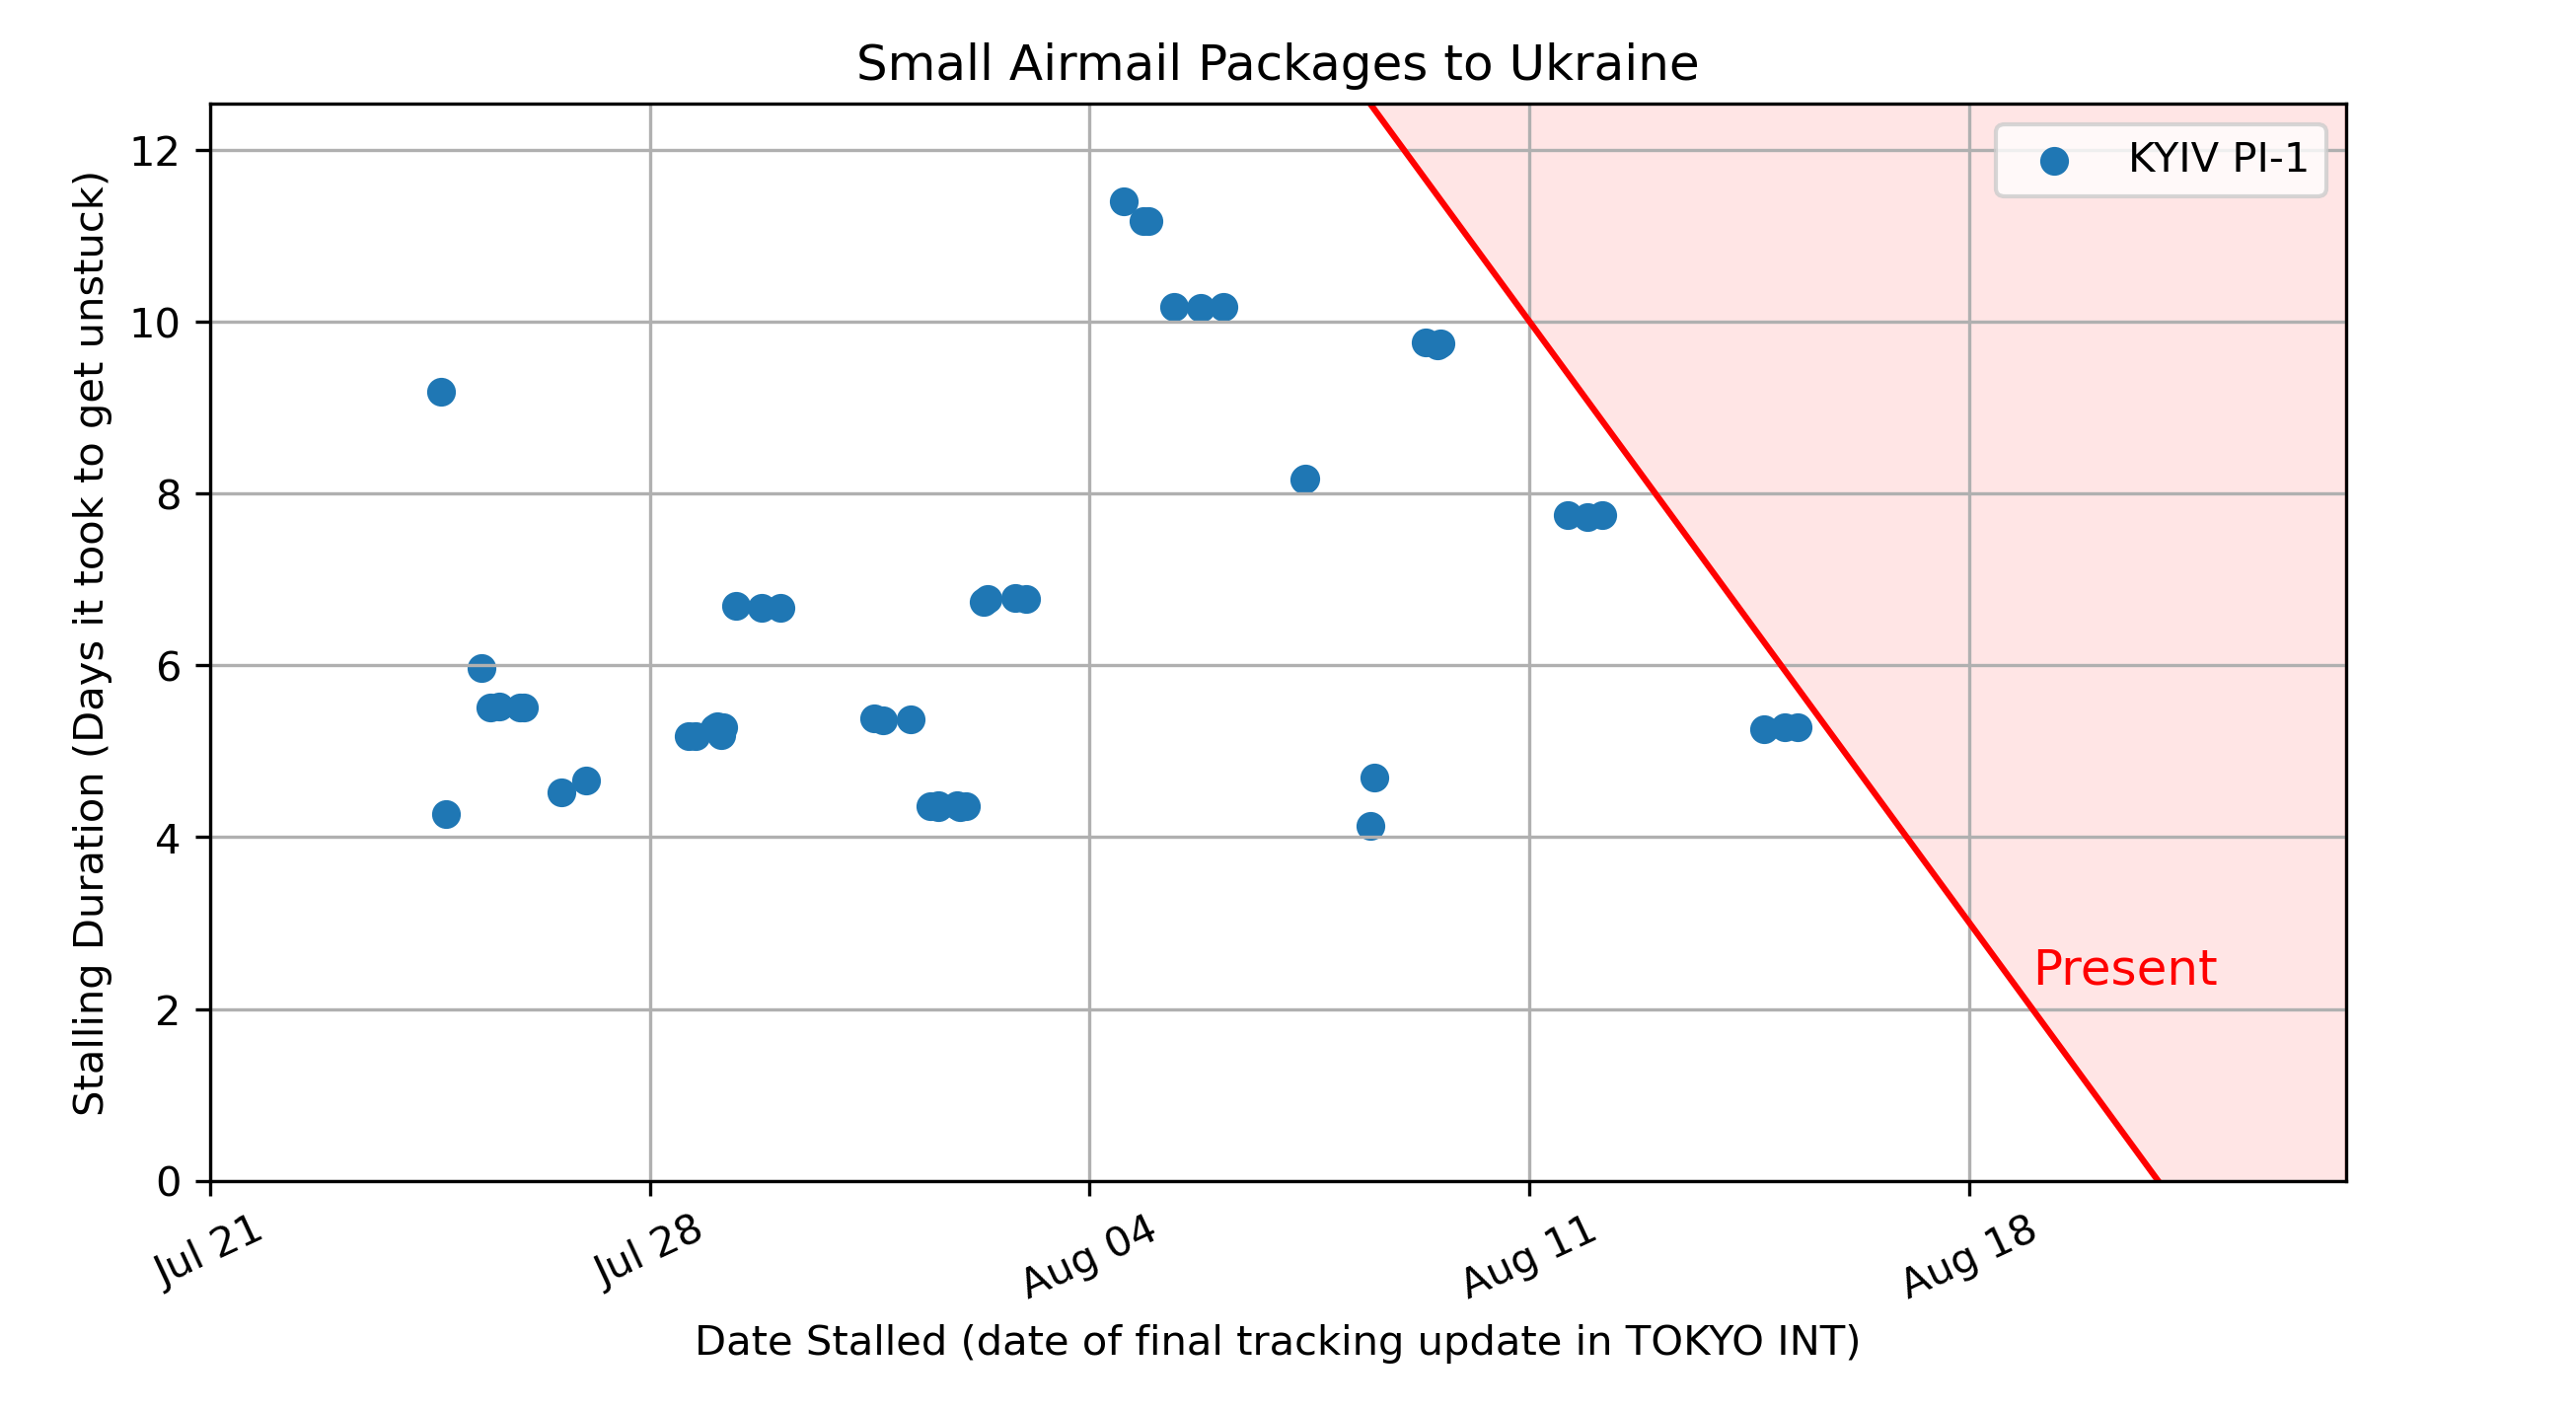 Small Airmail Packages to Ukraine
KYIV PI-1
Stalling Duration (Days it took to get unstuck)
12
10
8
6
4
2
0
Present
Jul 21
Jul 28
Aug 04
Aug 11
Aug 18
Date Stalled (date of final tracking update in TOKYO INT)